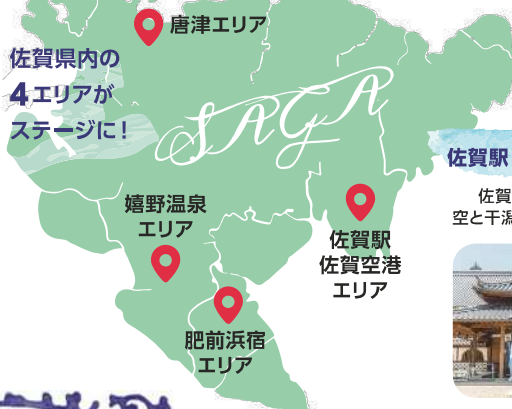 唐津エリア
佐賀県内の
4エリアが
ステージに！
SAGA
佐賀駅
佐賀
空と干潟
嬉野温泉
エリア
佐賀駅
佐賀空港
エリア
肥前浜宿
エリア